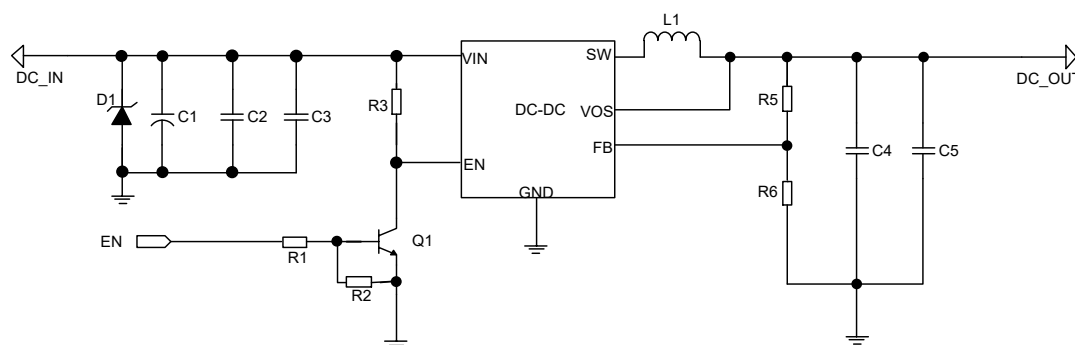 L1
VIN
SW
DC_IN
DC_OUT
D1
R3
R5
C1
C2
C3
DC-DC
VOS
FB
C4
C5
EN
R6
GND
EN
Q1
R1
R2